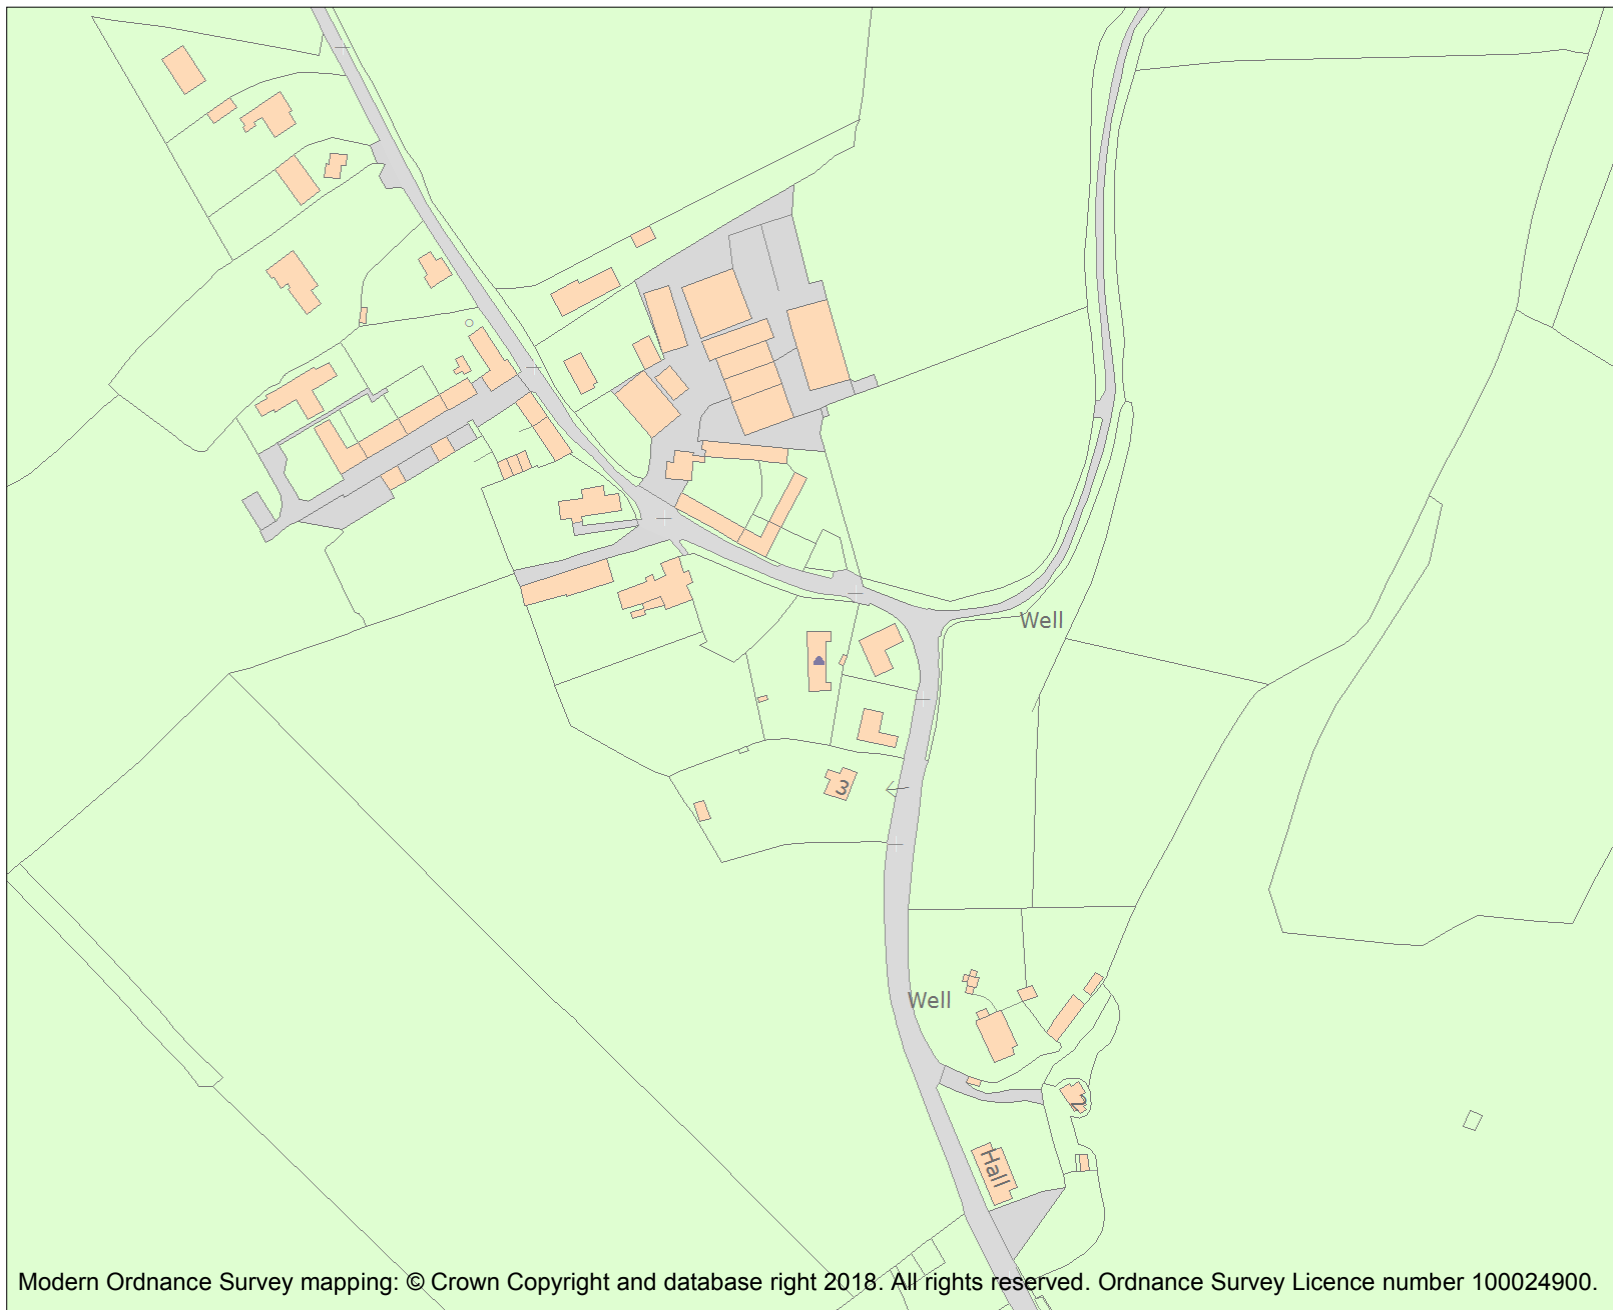 Well
3
Well
2
Hall
Modern Ordnance Survey mapping: © Crown Copyright and database right 2018. All rights reserved. Ordnance Survey Licence number 100024900.